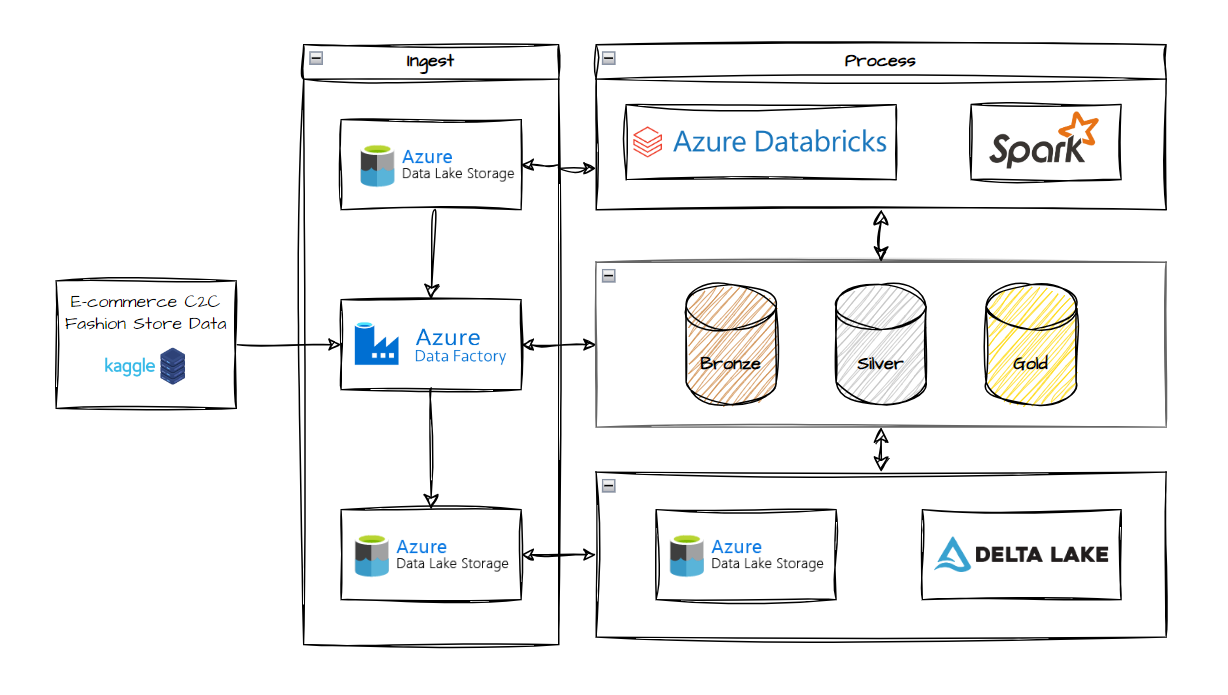 Ingest
Process
Azure
Data Lake Storage
Azure Databricks
Spark
E-commerce C2C
Fashion Store Data
kaggle
Azure
Data Factory
Bronze
Silver
Gold
Azure
Data Lake Storage
Azure
Data Lake Storage
DELTA LAKE